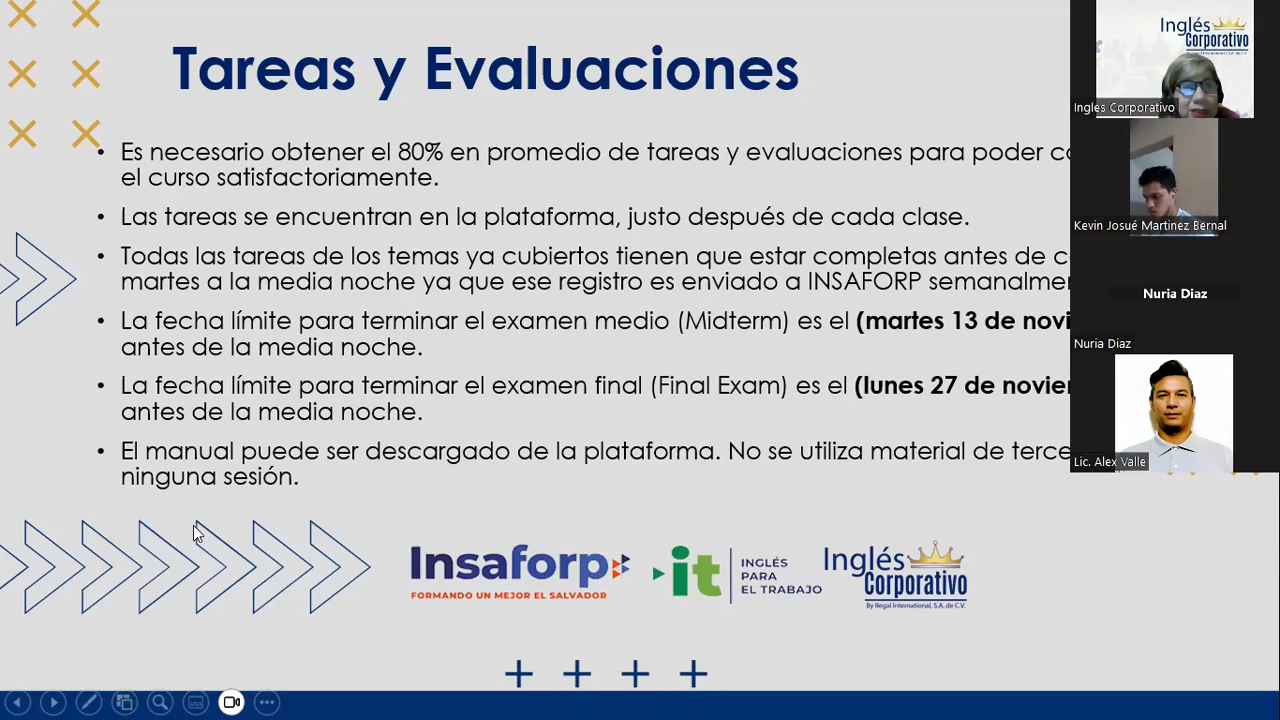 Tareas y Evaluaciones
• Es necesario obtener el 80% en promedio de tareas y evaluaciones para poder
el curso satisfactoriamente.
• Las tareas se encuentran en la plataforma, justo después de cada clase.
• Todas las tareas de los temas ya cubiertos tienen que estar completas antes de
martes a la media noche ya que ese registro es enviado a INSAFORP
• La fecha límite para terminar el examen medio (Midterm) es el (martes 13 de
antes de la media noche.
• La fecha límite para terminar el examen final (Final Exam) es el (lunes 27 de
antes de la media noche.
• El manual puede ser descargado de la plataforma. No se utiliza material de
ninguna sesión.
Insaforp
FORMANDO UN MEJOR EL SALVADOR
it
INGLÉS
PARA
EL TRABAJO
Inglés
Corporativo
By Regal International, S.A. de C.V.
Inglés
Corporativo
Ingles Corporativo
Kevin Josué Martinez Bernal
Nuria Diaz
Nuria Diaz
Lic. Alex Valle